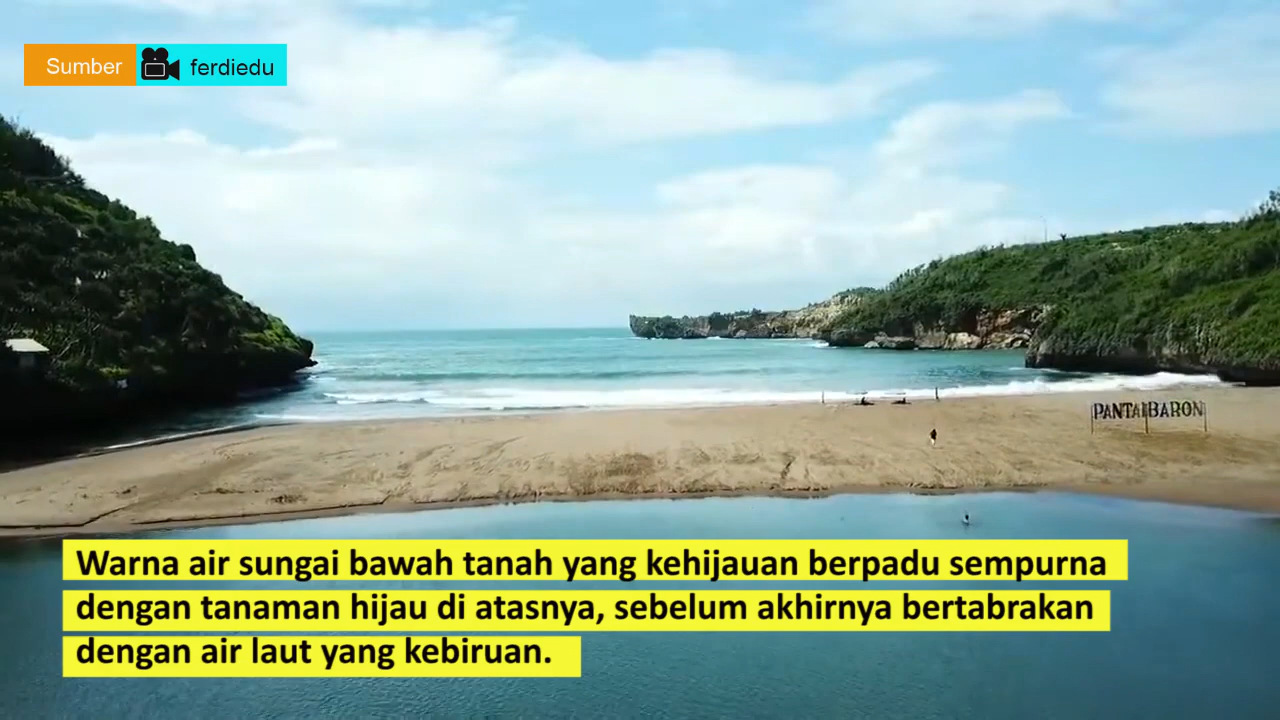 Sumber ferdiedu
PANTAI BARON
Warna air sungai bawah tanah yang kehijauan berpadu sempurna
dengan tanaman hijau di atasnya, sebelum akhirnya bertabrakan
dengan air laut yang kebiruan.